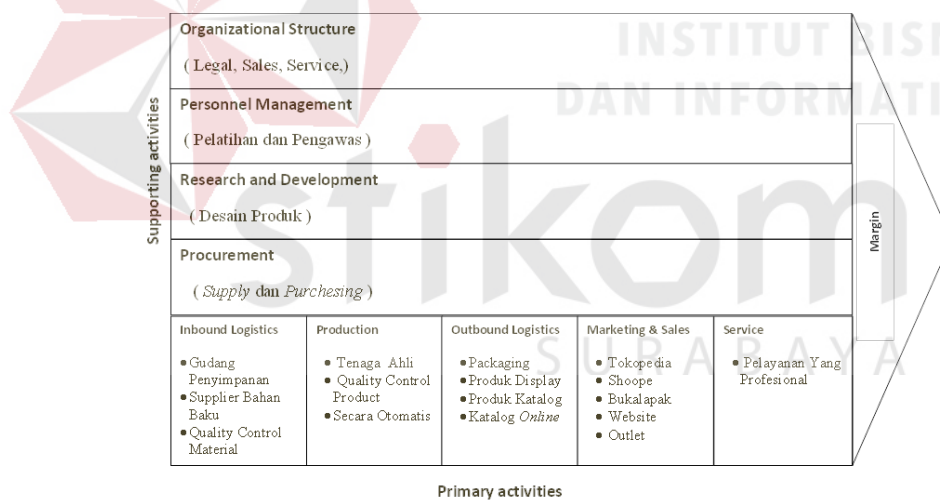 INSTITUT BISI
DAN INFORMATI
stikom
SURABAYA
Supporting activities
Organizational Structure
( Legal, Sales, Service,)
Personnel Management
( Pelatihan dan Pengawas )
Research and Development
( Desain Produk )
Procurement
( Supply dan Purchesing )
Margin
Inbound Logistics
• Gudang
Penyimpanan
• Supplier Bahan
Baku
• Quality Control
Material
Production
• Tenaga Ahli
• Quality Control
Product
• Secara Otomatis
Outbound Logistics
• Packaging
• Produk Display
• Produk Katalog
• Katalog Online
Marketing & Sales
• Tokopedia
• Shoope
• Bukalapak
• Website
• Outlet
Service
• Pelayanan Yang
Profesional
Primary activities